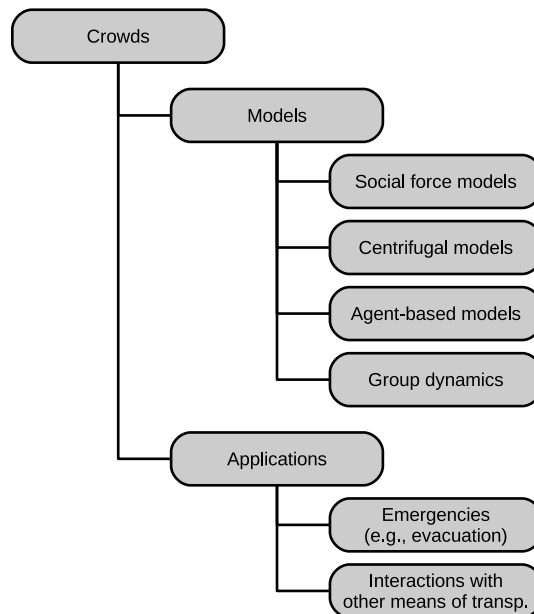 Crowds
Models
Social force models
Centrifugal models
Agent-based models
Group dynamics
Applications
Emergencies
(e.g., evacuation)
Interactions with
other means of transp.